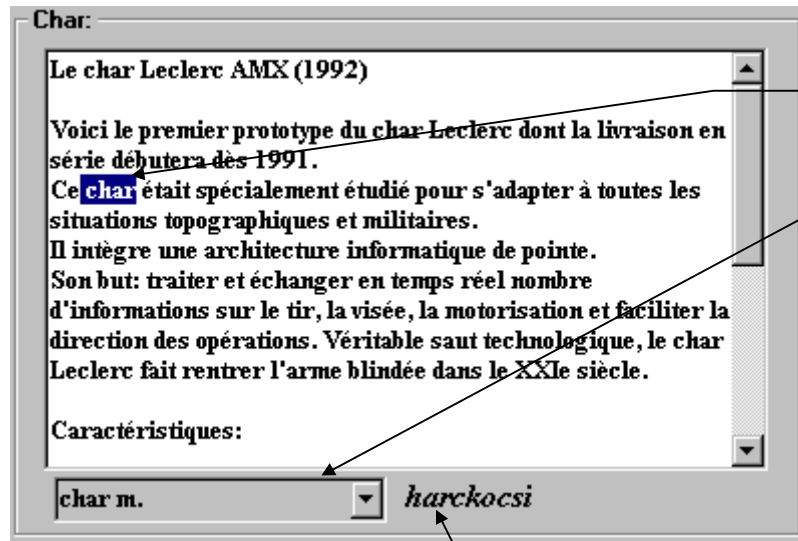 Char:
Le char Leclerc AMX (1992)
Voici le premier prototype du char Leclerc dont la livraison en
série débutera dès 1991.
Ce char était spécialement étudié pour s'adapter à toutes les
situations topographiques et militaires.
Il intègre une architecture informatique de pointe.
Son but: traiter et échanger en temps réel nombre
d'informations sur le tir, la visée, la motorisation et faciliter la
direction des opérations. Véritable saut technologique, le char
Leclerc fait rentrer l'arme blindée dans le XXIe siècle.
Caractéristiques:
char m.
harckocsi